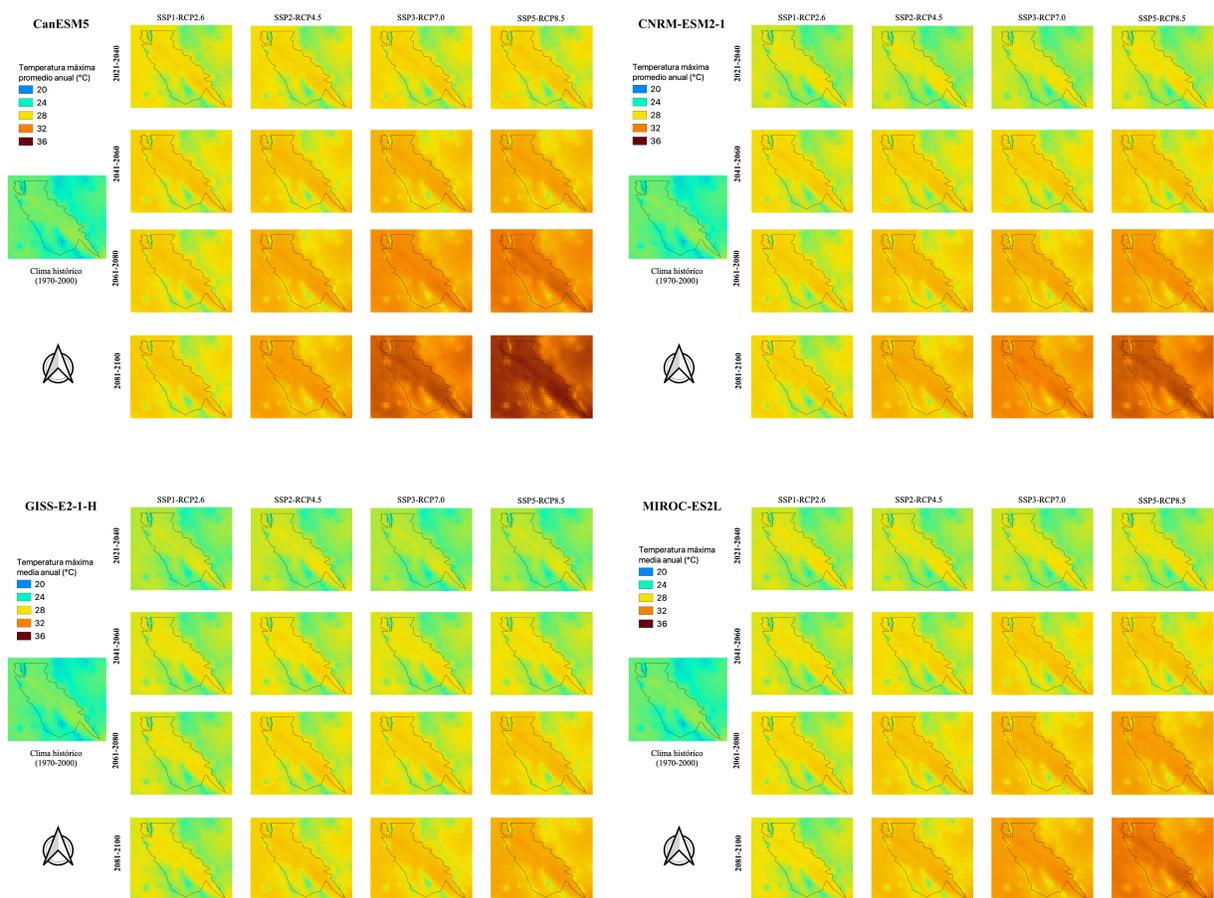 CanESM5
SSP1-RCP2.6
SSP2-RCP4.5
SSP3-RCP7.0
SSP5-RCP8.5
Temperatura máxima
promedio anual (°C)
20
24
28
32
36
Clima histórico
(1970-2000)
2021-2040
2041-2060
2061-2080
2081-2100
CNRM-ESM2-1
SSP1-RCP2.6
SSP2-RCP4.5
SSP3-RCP7.0
SSP5-RCP8.5
Temperatura máxima
promedio anual (°C)
20
24
28
32
36
Clima histórico
(1970-2000)
2021-2040
2041-2060
2061-2080
2081-2100
GISS-E2-1-H
SSP1-RCP2.6
SSP2-RCP4.5
SSP3-RCP7.0
SSP5-RCP8.5
Temperatura máxima
media anual (°C)
20
24
28
32
36
Clima histórico
(1970-2000)
2021-2040
2041-2060
2061-2080
2081-2100
MIROC-ES2L
SSP1-RCP2.6
SSP2-RCP4.5
SSP3-RCP7.0
SSP5-RCP8.5
Temperatura máxima
media anual (°C)
20
24
28
32
36
Clima histórico
(1970-2000)
2021-2040
2041-2060
2061-2080
2081-2100